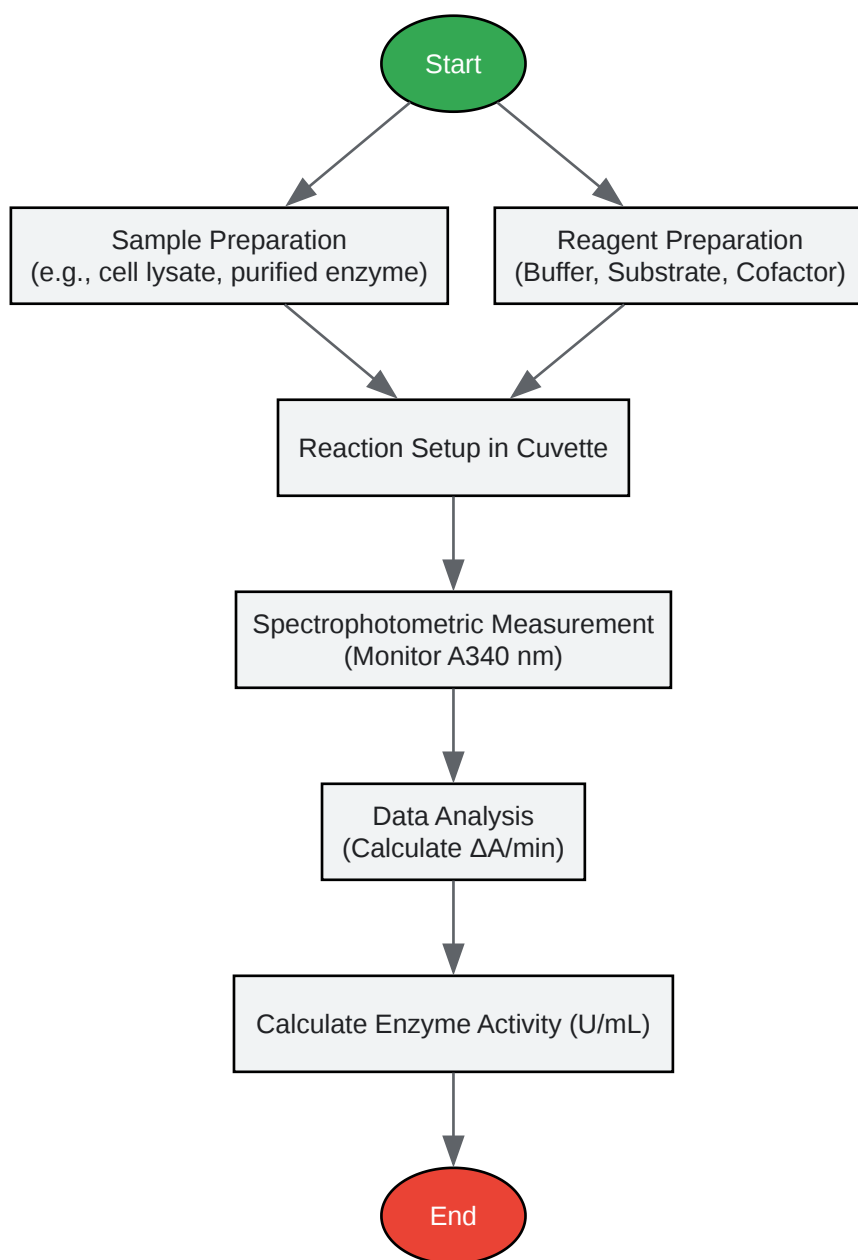 Start
Sample Preparation
(e.g., cell lysate, purified enzyme)
Reagent Preparation
(Buffer, Substrate, Cofactor)
Reaction Setup in Cuvette
Spectrophotometric Measurement
(Monitor A340 nm)
Data Analysis
(Calculate ΔA/min)
Calculate Enzyme Activity (U/mL)
End